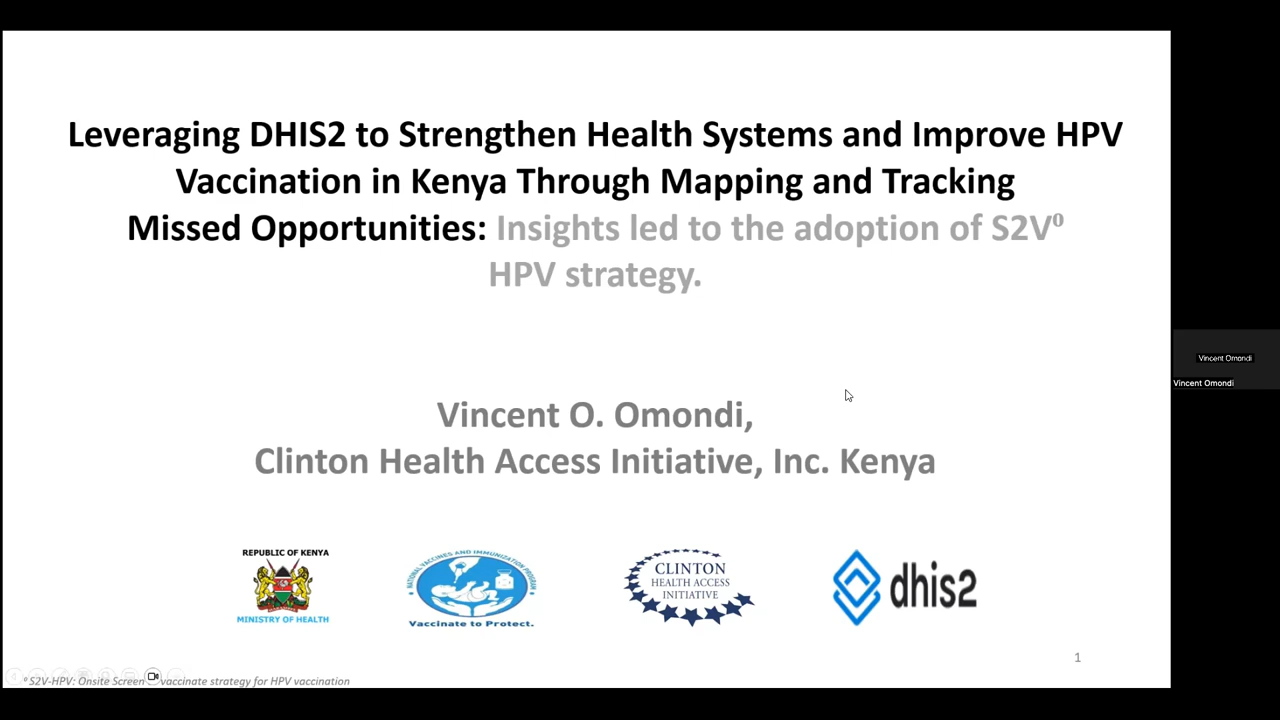 Leveraging DHIS2 to Strengthen Health Systems and Improve HPV
Vaccination in Kenya Through Mapping and Tracking
Missed Opportunities: Insights led to the adoption of S2V⁰
HPV strategy.
Vincent O. Omondi,
Clinton Health Access Initiative, Inc. Kenya
REPUBLIC OF KENYA
MINISTRY OF HEALTH
NATIONAL VACCINES AND IMMUNIZATION PROGRAM
Vaccinate to Protect.
CLINTON
HEALTH ACCESS
INITIATIVE
dhis2
1
⁰ S2V-HPV: Onsite Screen vaccinate strategy for HPV vaccination
Vincent Omondi
Vincent Omondi